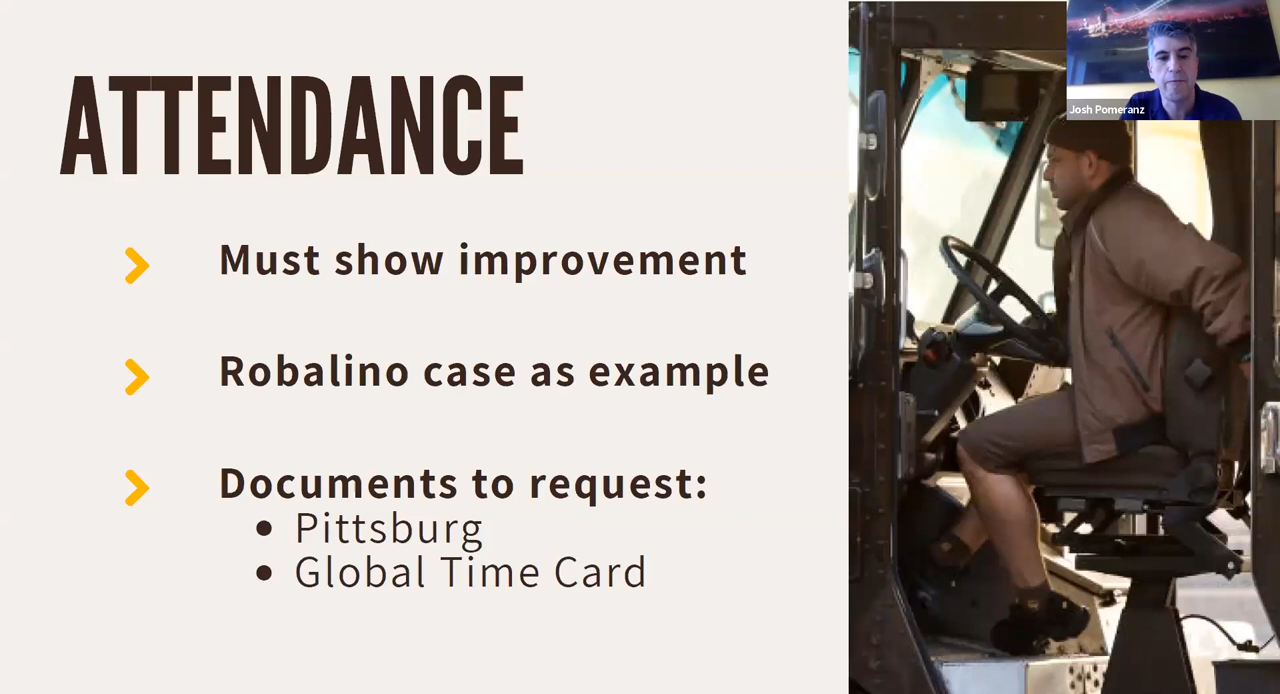 ATTENDANCE
Must show improvement
Robalino case as example
Documents to request:
Pittsburg
Global Time Card
Josh Pomeranz